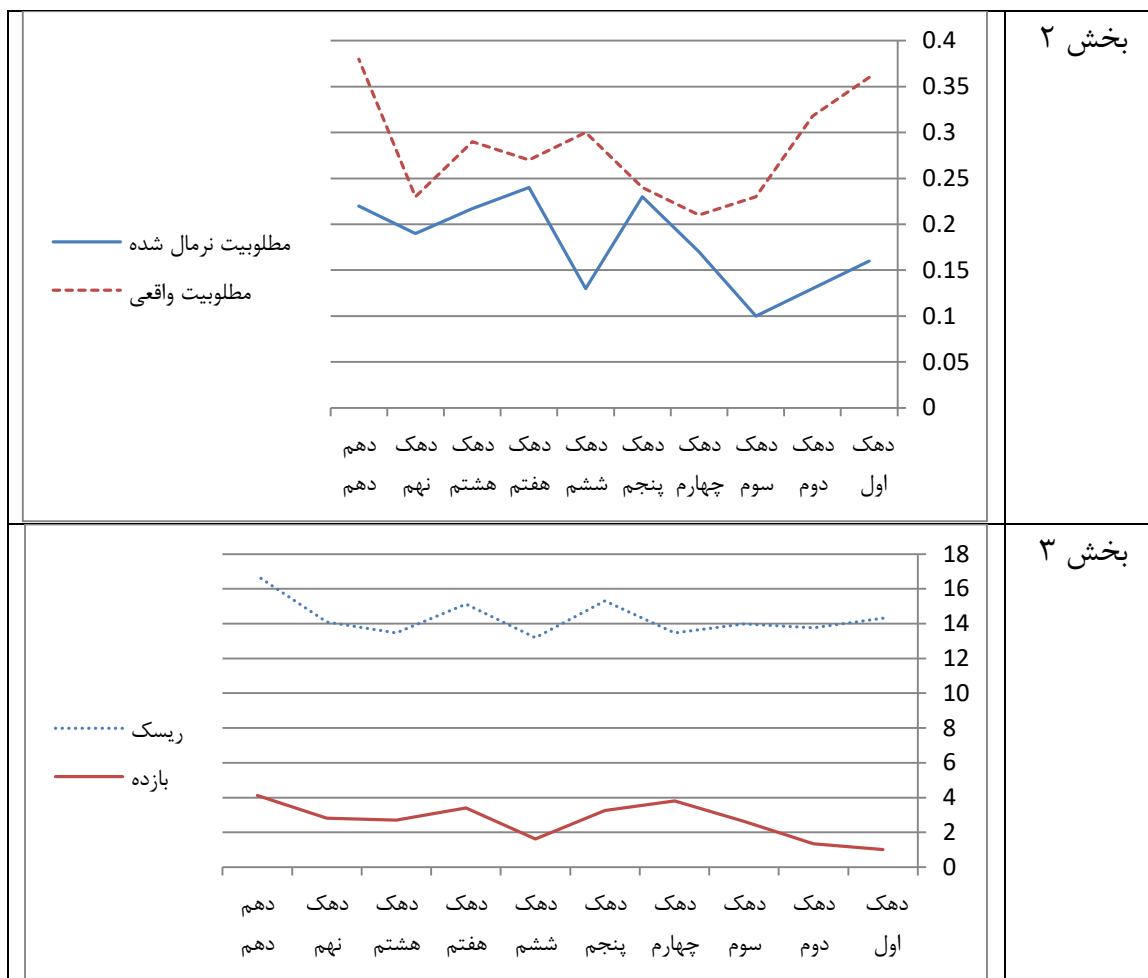 بخش ۲
0.4
0.35
0.3
0.25
0.2
0.15
0.1
0.05
0
دهک اول
دهک دوم
دهک سوم
دهک چهارم
دهک پنجم
دهک ششم
دهک هفتم
دهک هشتم
دهک نهم
دهم دهم
مطلوبیت نرمال شده
مطلوبیت واقعی
بخش ۳
18
16
14
12
10
8
6
4
2
0
دهک اول
دهک دوم
دهک سوم
دهک چهارم
دهک پنجم
دهک ششم
دهک هفتم
دهک هشتم
دهک نهم
دهم دهم
ریسک
بازده